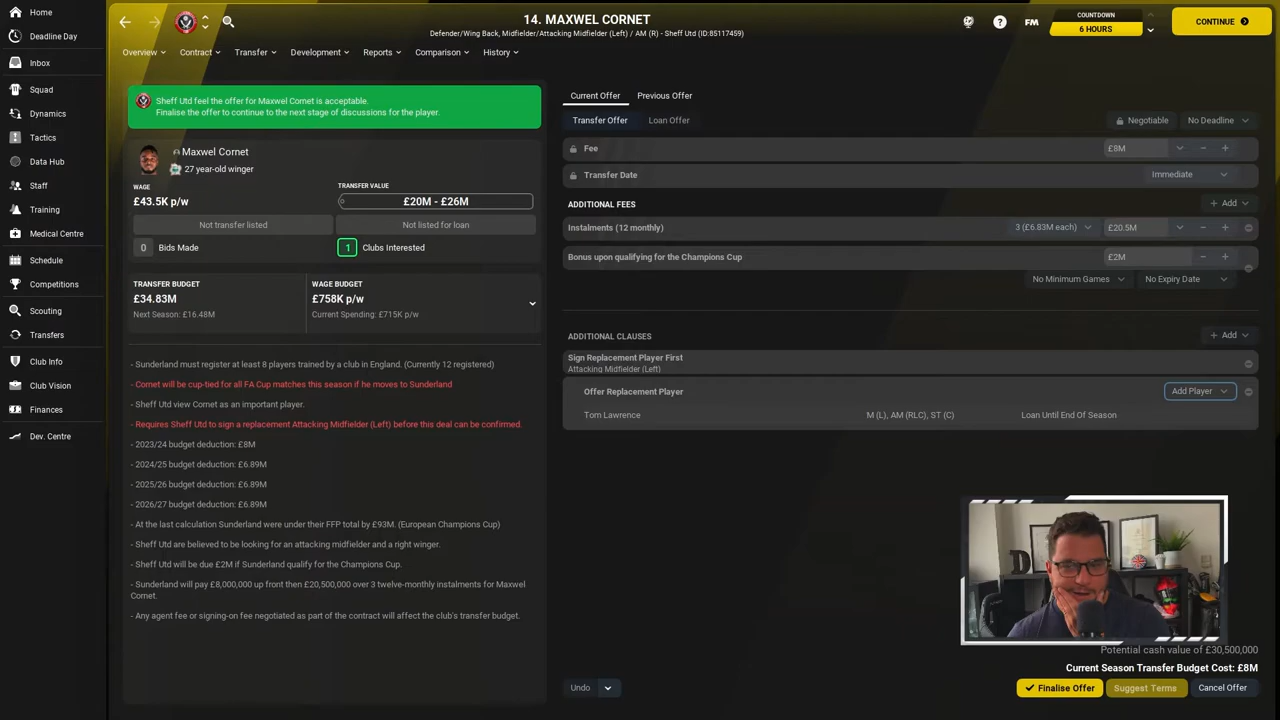 Home
Deadline Day
Inbox
Squad
Dynamics
Tactics
Data Hub
Staff
Training
Medical Centre
Schedule
Competitions
Scouting
Transfers
Club Info
Club Vision
Finances
Dev. Centre
14. MAXWEL CORNET
Defender/Wing Back, Midfielder/Attacking Midfielder (Left) / AM (R) - Sheff Utd (ID:85117459)
FM
COUNTDOWN
6 HOURS
CONTINUE
Overview
Contract
Transfer
Development
Reports
Comparison
History
Sheff Utd feel the offer for Maxwel Cornet is acceptable.
Finalise the offer to continue to the next stage of discussions for the player.
Maxwel Cornet
27 year-old winger
WAGE
£43.5K p/w
TRANSFER VALUE
£20M - £26M
Not transfer listed
Not listed for loan
0 Bids Made
1 Clubs Interested
TRANSFER BUDGET
£34.83M
Next Season: £16.48M
WAGE BUDGET
£758K p/w
Current Spending: £715K p/w
- Sunderland must register at least 8 players trained by a club in England. (Currently 12 registered)
- Cornet will be cup-tied for all FA Cup matches this season if he moves to Sunderland
- Sheff Utd view Cornet as an important player.
- Requires Sheff Utd to sign a replacement Attacking Midfielder (Left) before this deal can be confirmed.
- 2023/24 budget deduction: £8M
- 2024/25 budget deduction: £6.89M
- 2025/26 budget deduction: £6.89M
- 2026/27 budget deduction: £6.89M
- At the last calculation Sunderland were under their FFP total by £93M. (European Champions Cup)
- Sheff Utd are believed to be looking for an attacking midfielder and a right winger.
- Sheff Utd will be due £2M if Sunderland qualify for the Champions Cup.
- Sunderland will pay £8,000,000 up front then £20,500,000 over 3 twelve-monthly instalments for Maxwel
Cornet.
- Any agent fee or signing-on fee negotiated as part of the contract will affect the club's transfer budget.
Current Offer
Previous Offer
Transfer Offer
Loan Offer
Negotiable
No Deadline
Fee
£8M
Transfer Date
Immediate
ADDITIONAL FEES
Add
Instalments (12 monthly)
3 (£6.83M each)
£20.5M
Bonus upon qualifying for the Champions Cup
£2M
No Minimum Games
No Expiry Date
ADDITIONAL CLAUSES
Add
Sign Replacement Player First
Attacking Midfielder (Left)
Offer Replacement Player
Add Player
Tom Lawrence
M (L), AM (RLC), ST (C)
Loan Until End Of Season
D
Potential cash value of £30,500,000
Current Season Transfer Budget Cost: £8M
Undo
Finalise Offer
Suggest Terms
Cancel Offer